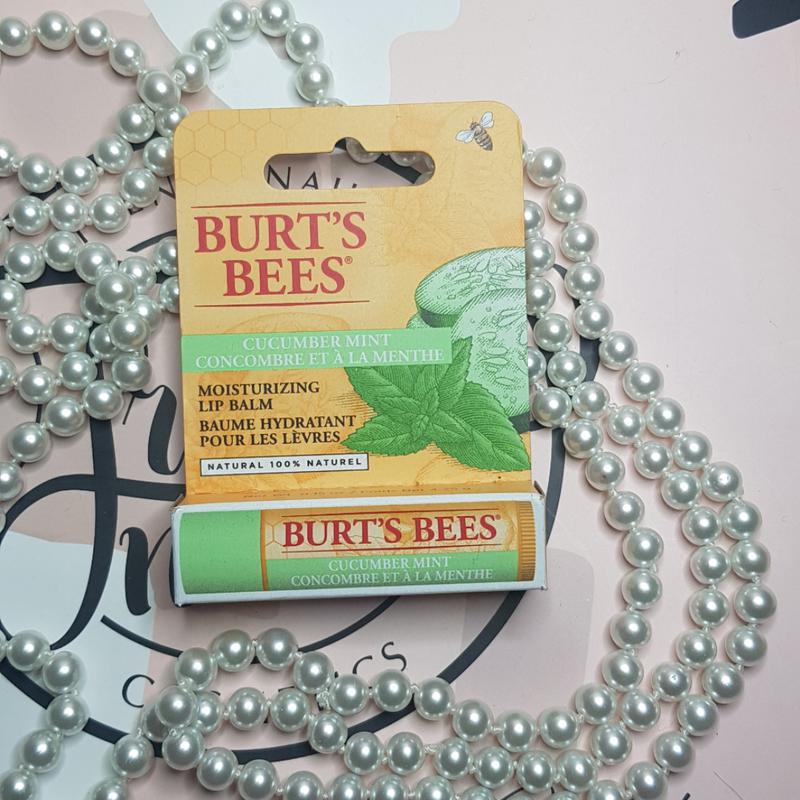 BURT'S
BEES®
CUCUMBER MINT
CONCOMBRE ET À LA MENTHE
MOISTURIZING
LIP BALM
BAUME HYDRATANT
POUR LES LÈVRES
NATURAL 100% NATUREL
BURT'S BEES®
CUCUMBER MINT
CONCOMBRE ET À LA MENTHE